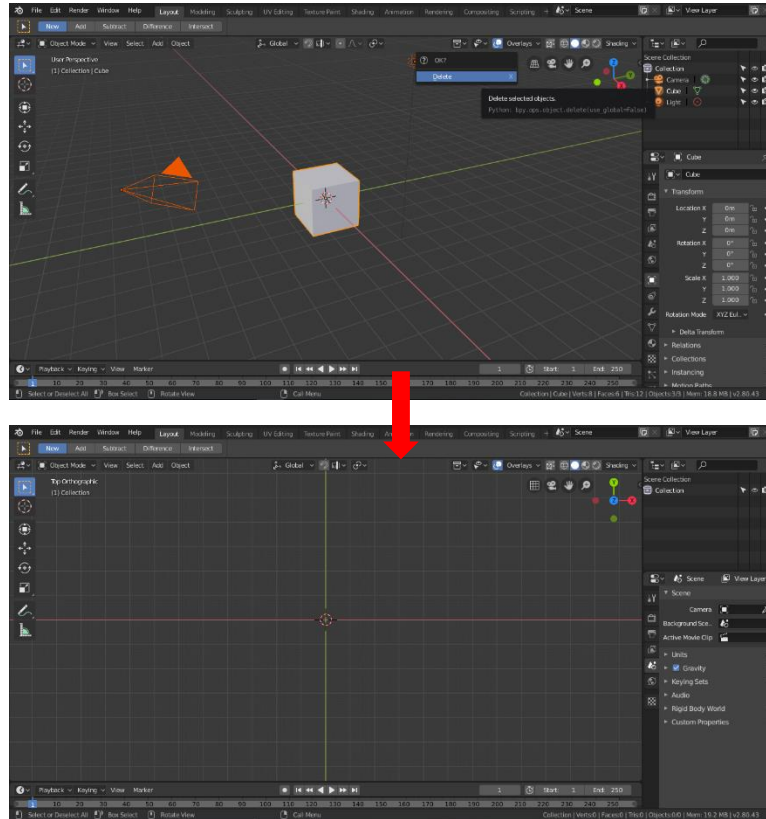 File Edit Render Window Help Layout Modeling Sculpting UV Editing Texture Paint Shading Animation Rendering Compositing Scripting + Scene View Layer
New Add Subtract Difference Intersect
Object Mode View Select Add Object Global Overlays Shading
User Perspective
(1) Collection | Cube
OK?
Delete X
Delete selected objects.
Python: bpy.ops.object.delete(use_global=False)
Scene Collection
Collection
Camera
Cube
Light
Cube
Cube
Transform
Location X 0m
Y 0m
Z 0m
Rotation X 0°
Y 0°
Z 0°
Scale X 1.000
Y 1.000
Z 1.000
Rotation Mode XYZ Eul..
Delta Transform
Relations
Collections
Instancing
Motion Paths
Playback Keying View Marker 1 Start: 1 End: 250
1 10 20 30 40 50 60 70 80 90 100 110 120 130 140 150 160 170 180 190 200 210 220 230 240 250
Select or Deselect All Box Select Rotate View Call Menu Collection | Cube | Verts:8 | Faces:6 | Tris:12 | Objects:3/3 | Mem: 18.8 MB | v2.80.43
File Edit Render Window Help Layout Modeling Sculpting UV Editing Texture Paint Shading Rendering Compositing Scripting + Scene View Layer
New Add Subtract Difference Intersect
Object Mode View Select Add Object Global Overlays Shading
Top Orthographic
(1) Collection
Y
Z
X
Scene Collection
Collection
Scene View Layer
Scene
Camera
Background Sce..
Active Movie Clip
Units
Gravity
Keying Sets
Audio
Rigid Body World
Custom Properties
Playback Keying View Marker 1 Start: 1 End: 250
1 10 20 30 40 50 60 70 80 90 100 110 120 130 140 150 160 170 180 190 200 210 220 230 240 250
Select or Deselect All Box Select Rotate View Call Menu Collection | Verts:0 | Faces:0 | Tris:0 | Objects:0/0 | Mem: 19.2 MB | v2.80.43